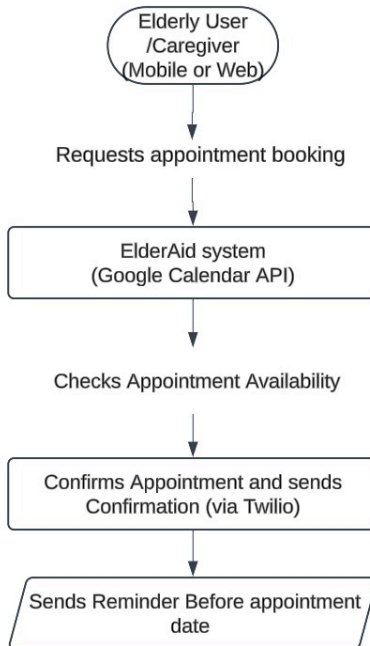 Elderly User
/Caregiver
(Mobile or Web)
Requests appointment booking
ElderAid system
(Google Calendar API)
Checks Appointment Availability
Confirms Appointment and sends
Confirmation (via Twilio)
Sends Reminder Before appointment
date